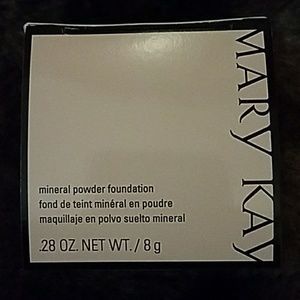 MARY KAY
mineral powder foundation
fond de teint minéral en poudre
maquillaje en polvo suelto mineral
.28 OZ. NET WT. / 8 g